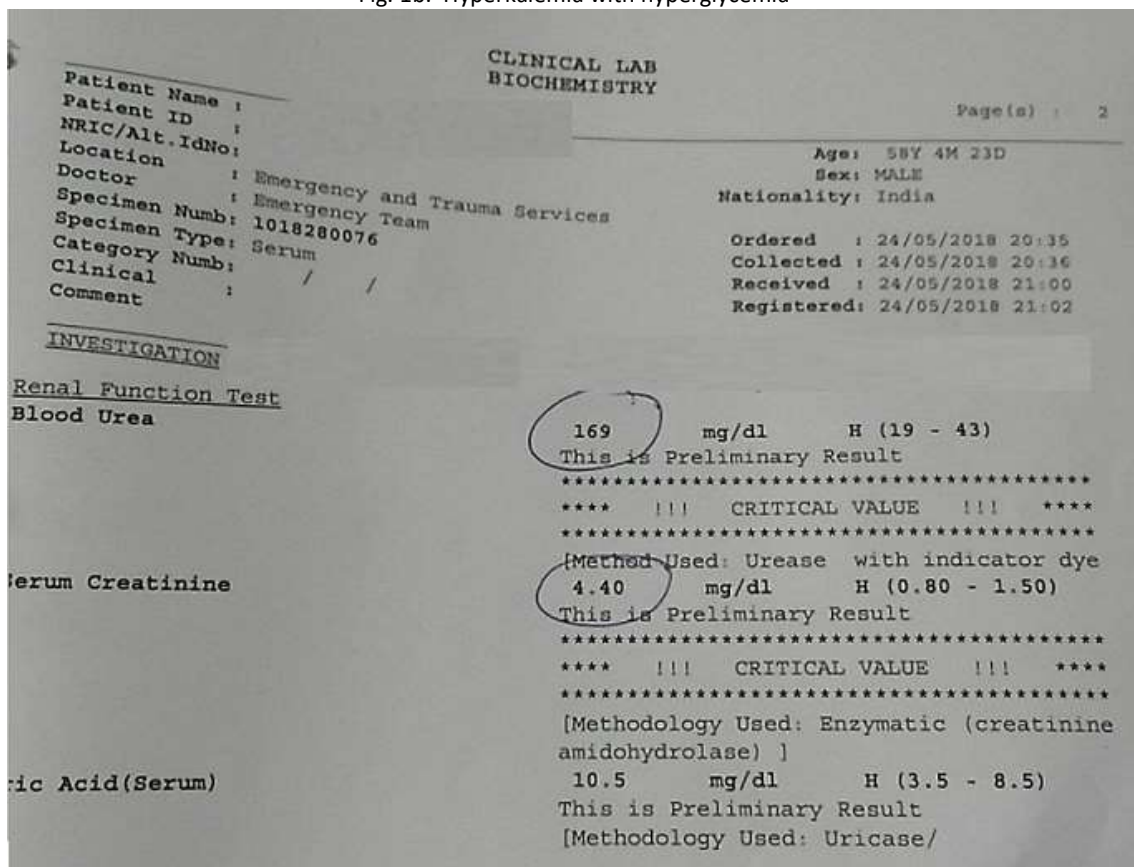 Fig. 1b: Hyperkalemia with hyperglycemia
CLINICAL LAB
BIOCHEMISTRY
Page(s) : 2
Patient Name :
Patient ID :
NRIC/Alt.IdNo:
Location : Emergency and Trauma Services
Doctor : Emergency Team
Specimen Numb: 1018280076
Specimen Type: Serum
Category Numb: / /
Clinical :
Comment
Age: 58Y 4M 23D
Sex: MALE
Nationality: India
Ordered : 24/05/2018 20:35
Collected : 24/05/2018 20:36
Received : 24/05/2018 21:00
Registered: 24/05/2018 21:02
INVESTIGATION
Renal Function Test
Blood Urea
169 mg/dl H (19 - 43)
This is Preliminary Result
******************************************
**** !!! CRITICAL VALUE !!! ****
******************************************
[Method Used: Urease with indicator dye
erum Creatinine 4.40 mg/dl H (0.80 - 1.50)
This is Preliminary Result
******************************************
**** !!! CRITICAL VALUE !!! ****
******************************************
[Methodology Used: Enzymatic (creatinine
amidohydrolase) ]
ric Acid(Serum) 10.5 mg/dl H (3.5 - 8.5)
This is Preliminary Result
[Methodology Used: Uricase/